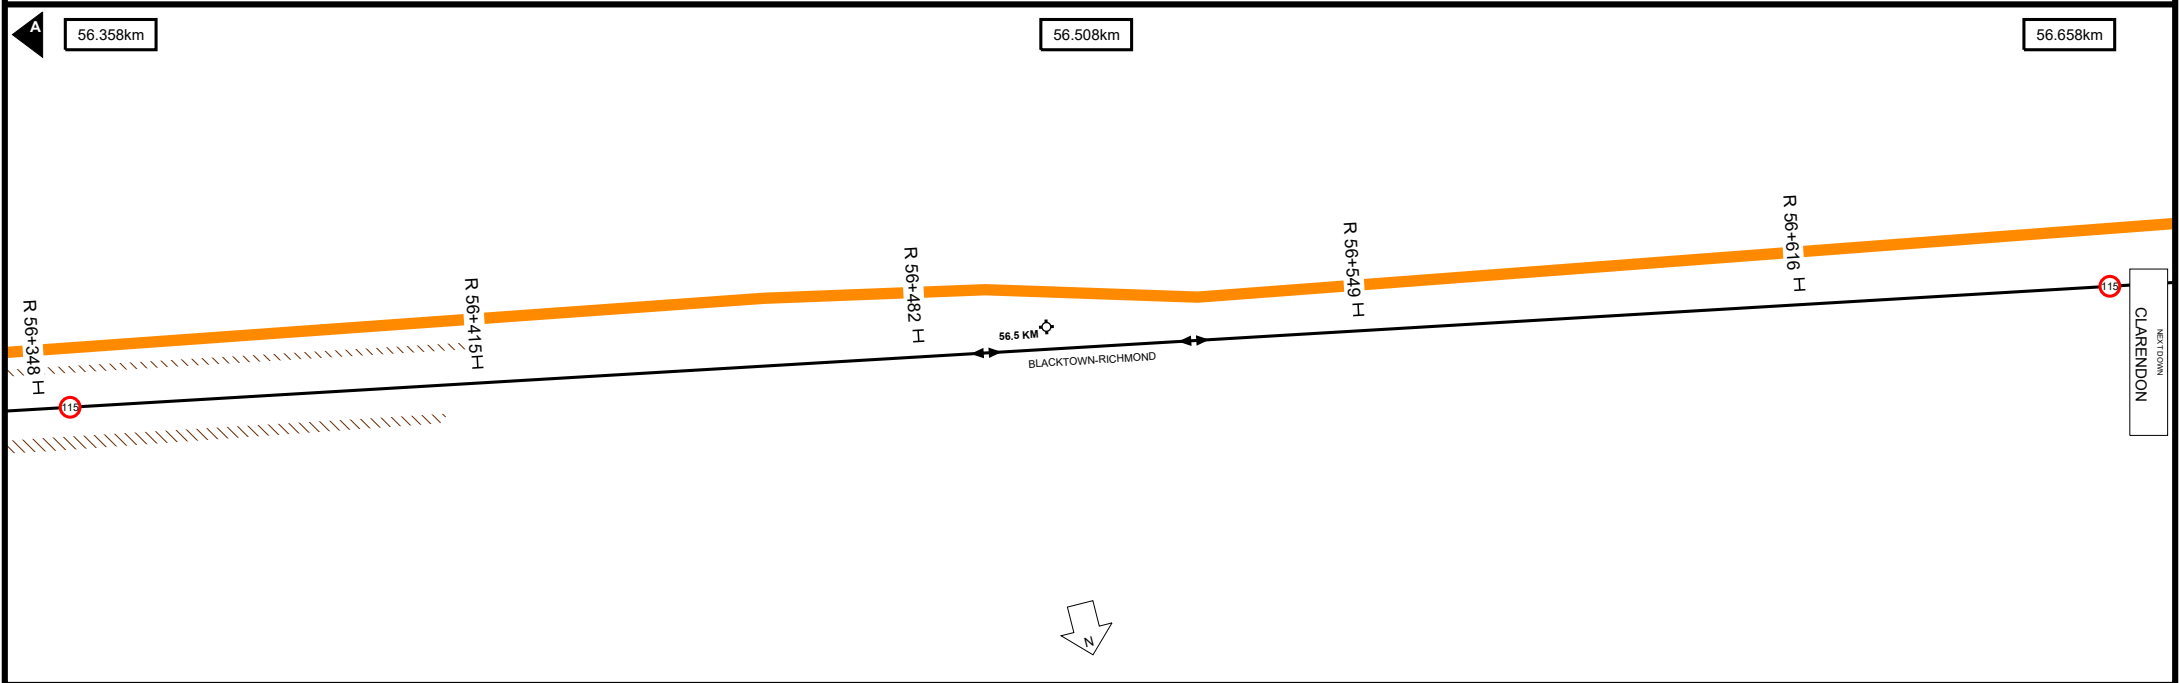 A
56.358km
56.508km
56.658km
R 56+348 H
R 56+415H
R 56+482 H
R 56+549 H
R 56+616 H
56.5 KM
BLACKTOWN-RICHMOND
115
115
NEXT DOWN
CLARENDON
N